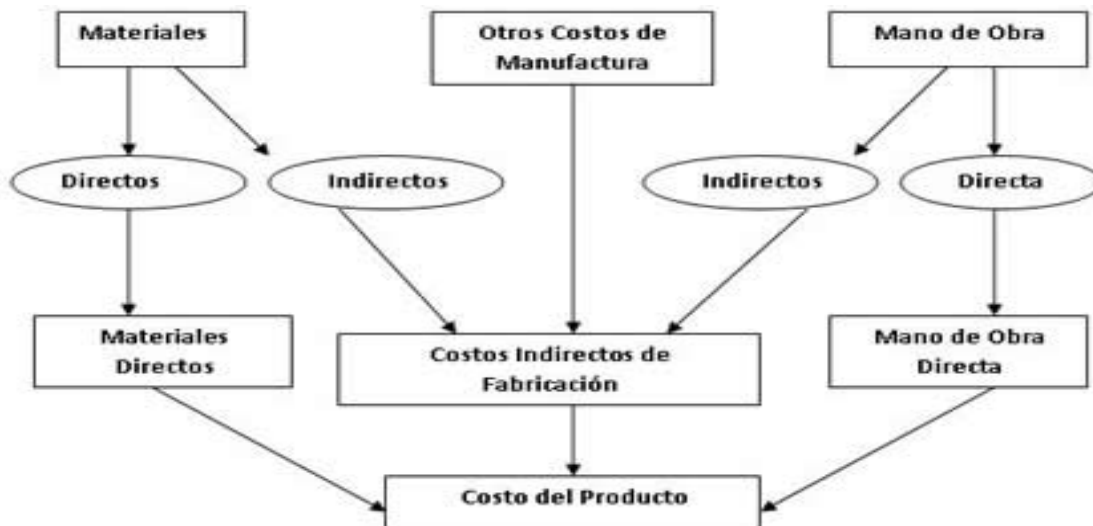 Materiales
Otros Costos de
Manufactura
Mano de Obra
Directos
Indirectos
Indirectos
Directa
Materiales
Directos
Costos Indirectos de
Fabricación
Mano de Obra
Directa
Costo del Producto